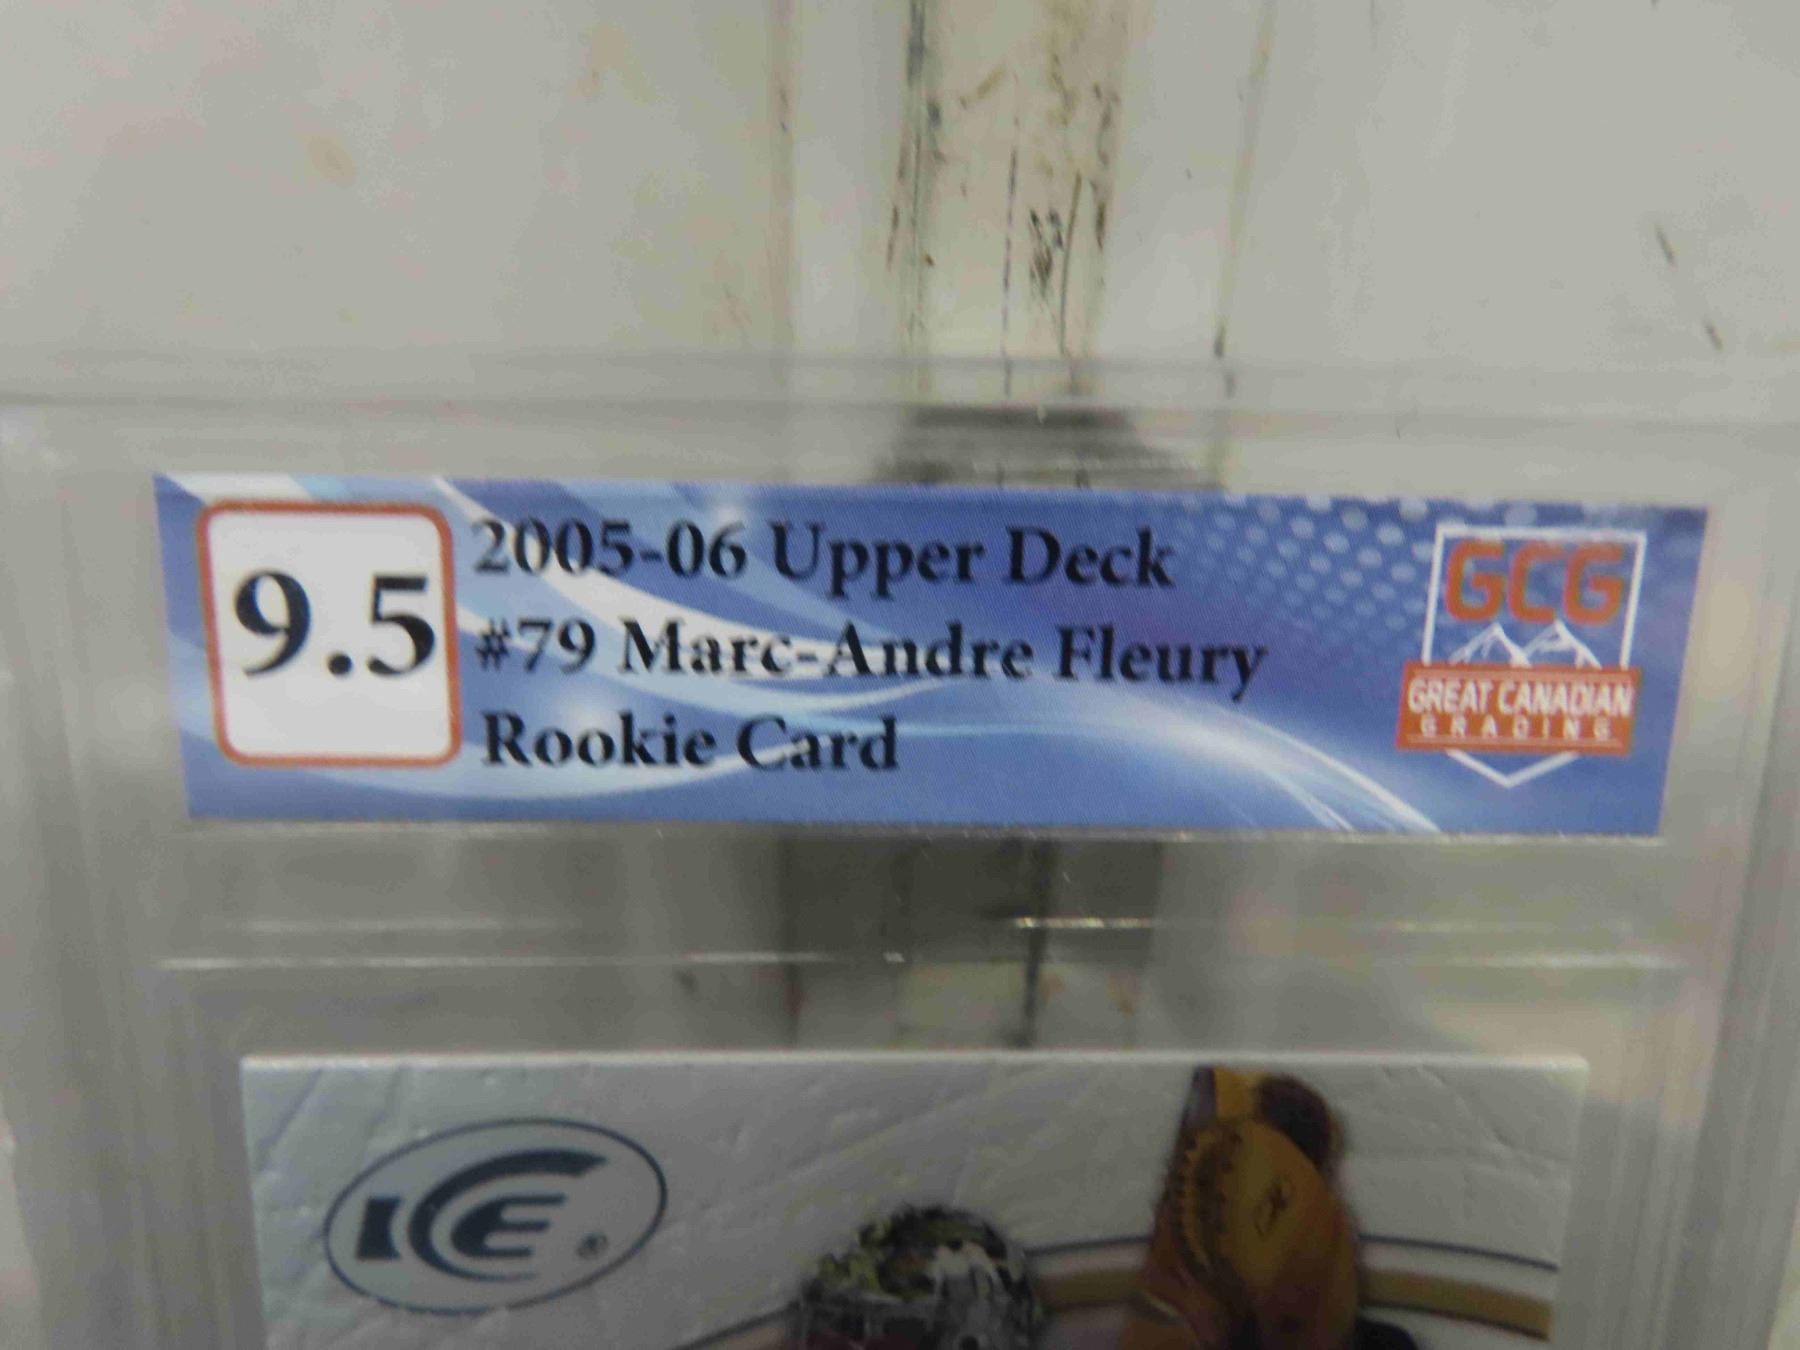 9.5
2005-06 Upper Deck
#79 Marc-Andre Fleury
Rookie Card
GCG
GREAT CANADIAN
GRADING
ICE ®